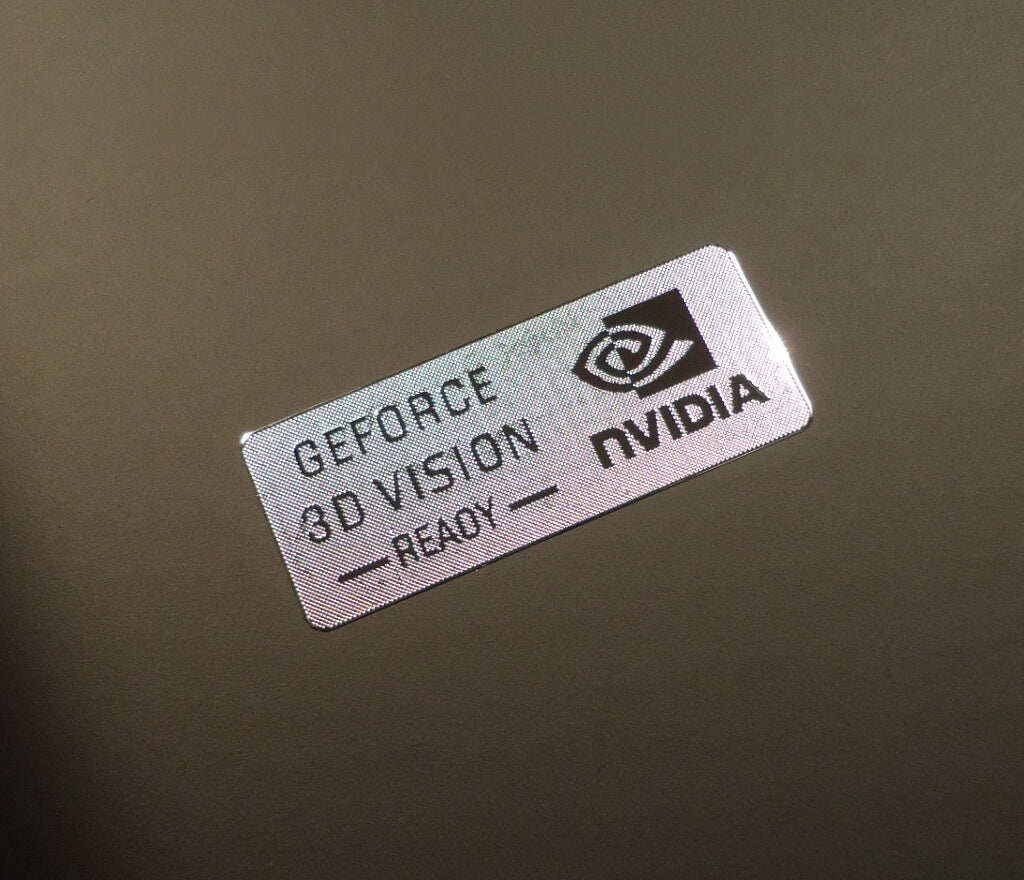 GEFORCE
3D VISION
READY
nVIDIA